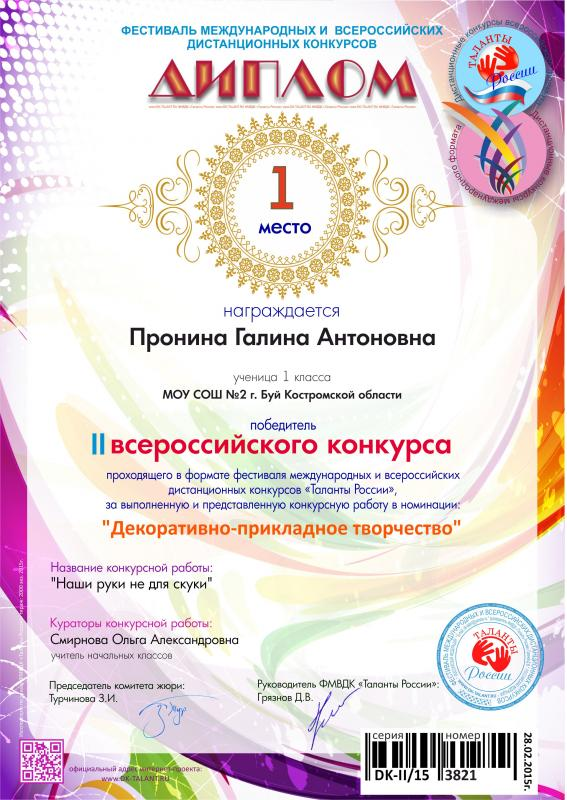 ФЕСТИВАЛЬ МЕЖДУНАРОДНЫХ И ВСЕРОССИЙСКИХ
ДИСТАНЦИОННЫХ КОНКУРСОВ
ДИПЛОМ
ТАЛАНТЫ
России
Дистанционные конкурсы международного формата
1
место
награждается
Пронина Галина Антоновна
ученица 1 класса
МОУ СОШ №2 г. Буй Костромской области
победитель
II всероссийского конкурса
проходящего в формате фестиваля международных и всероссийских
дистанционных конкурсов «Таланты России»,
за выполненную и представленную конкурсную работу в номинации:
"Декоративно-прикладное творчество"
Название конкурсной работы:
"Наши руки не для скуки"
Кураторы конкурсной работы:
Смирнова Ольга Александровна
учитель начальных классов
ТАЛАНТЫ
России
Председатель комитета жюри:
Турчинова З.И.
Руководитель ФМВДК «Таланты России»:
Грязнов Д.В.
официальный адрес интернет-проекта:
www.DK-TALANT.RU
серия номер
DK-II/15 3821
28.02.2015г.